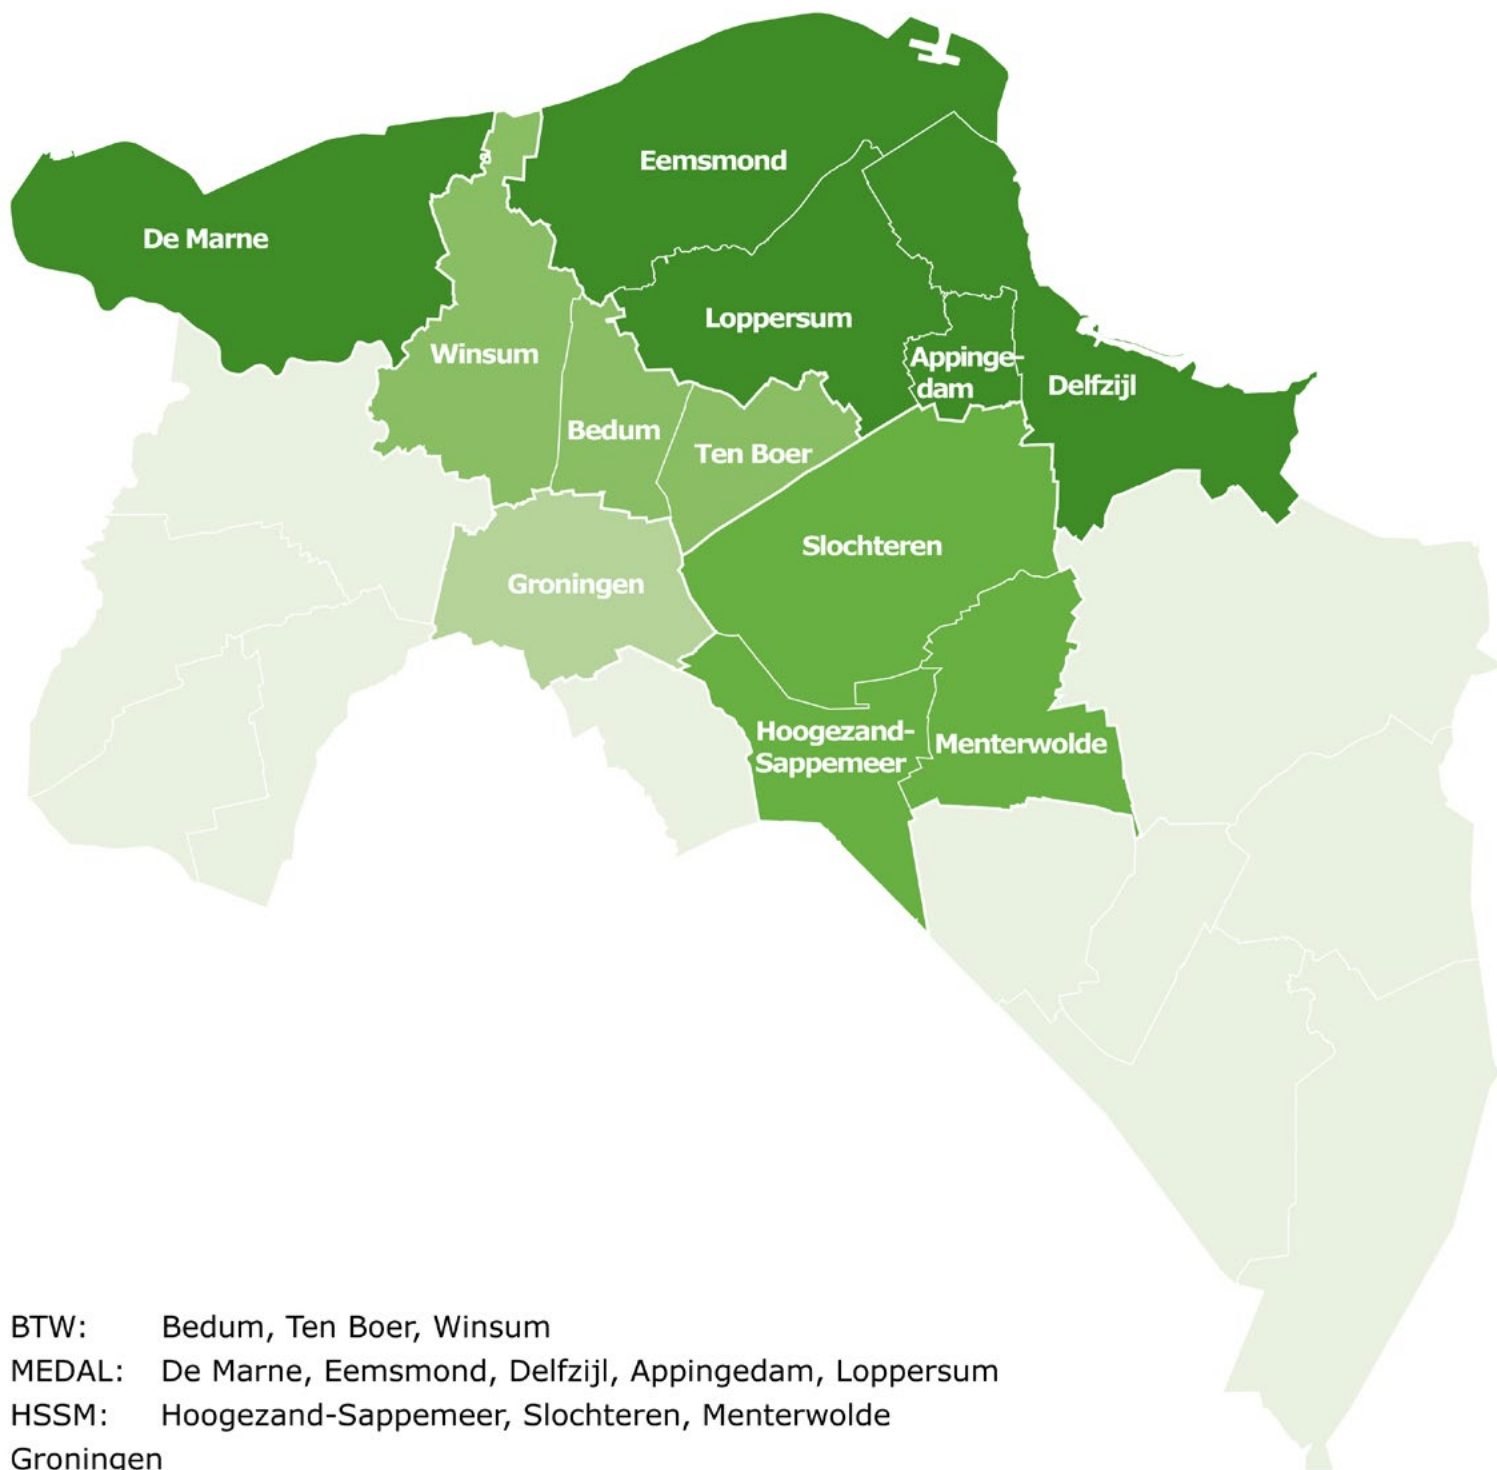 Eemsmond
De Marne
Loppersum
Winsum
Appinge-
dam
Delfzijl
Bedum
Ten Boer
Slochteren
Groningen
Hoogezand-
Sappemeer
Menterwolde
BTW: Bedum, Ten Boer, Winsum
MEDAL: De Marne, Eemsmond, Delfzijl, Appingedam, Loppersum
HSSM: Hoogezand-Sappemeer, Slochteren, Menterwolde
Groningen